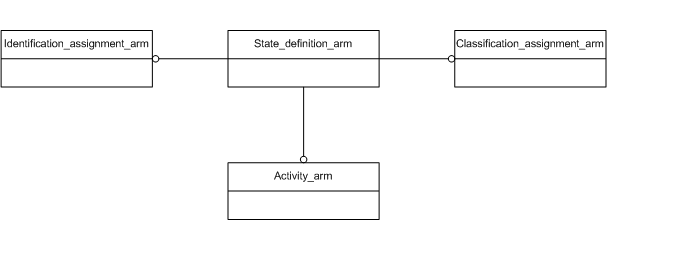 Identification_assignment_arm
State_definition_arm
Classification_assignment_arm
Activity_arm